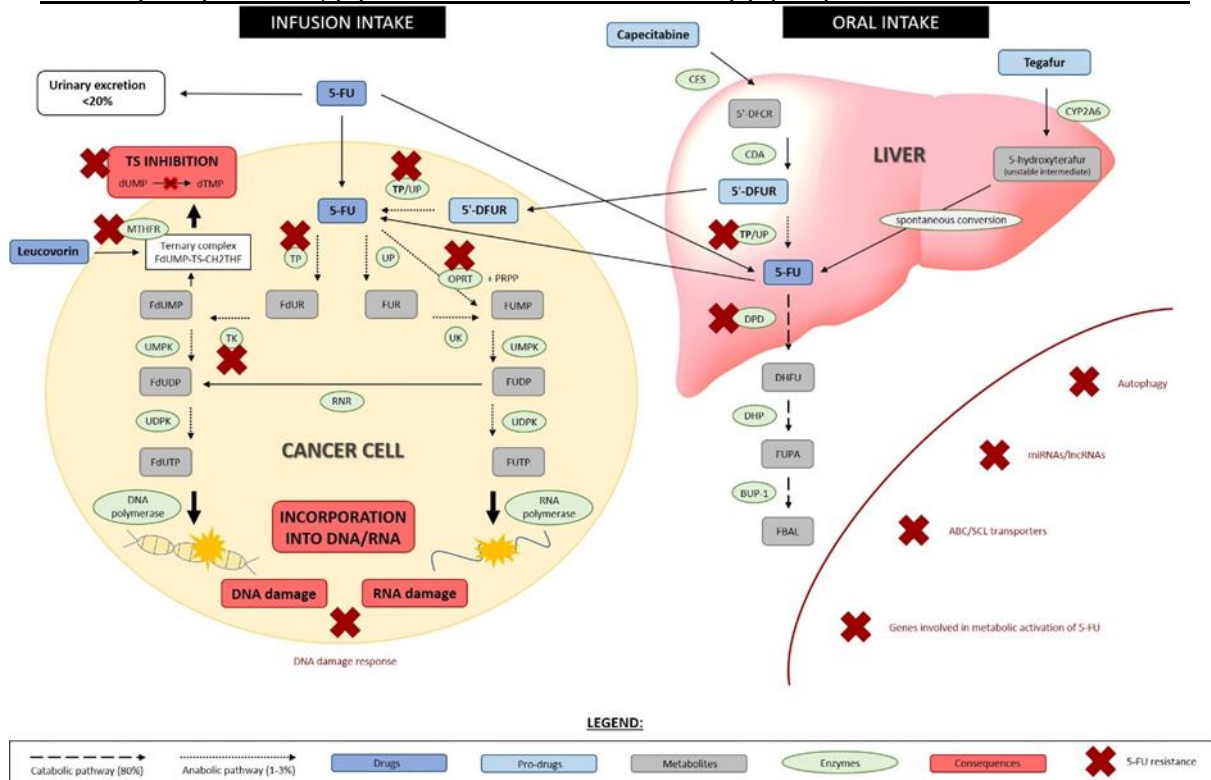 INFUSION INTAKE
ORAL INTAKE
Capecitabine
Tegafur
Urinary excretion
<20%
5-FU
CES
CYP2A6
5'-DFCR
CDA
LIVER
5-hydroxyterafur
(unstable intermediate)
TS INHIBITION
dUMP
dTMP
TP/UP
5-FU
5'-DFUR
5'-DFUR
spontaneous conversion
MTHFR
Leucovorin
Ternary complex
FdUMP-TS-CH2THF
TP
UP
OPRT
+ PRPP
TP/UP
5-FU
DPD
FdUMP
FdUR
FUR
FUMP
UMPK
TK
UK
UMPK
DHFU
Autophagy
FdUDP
FUDP
RNR
DHP
UDPK
UDPK
CANCER CELL
FdUTP
FUTP
FUPA
miRNAs/lncRNAs
BUP-1
DNA
polymerase
RNA
polymerase
INCORPORATION
INTO DNA/RNA
FBAL
ABC/SCL transporters
DNA damage
RNA damage
Genes involved in metabolic activation of 5-FU
DNA damage response
LEGEND:
Catabolic pathway (80%)
Anabolic pathway (1-3%)
Drugs
Pro-drugs
Metabolites
Enzymes
Consequences
5-FU resistance